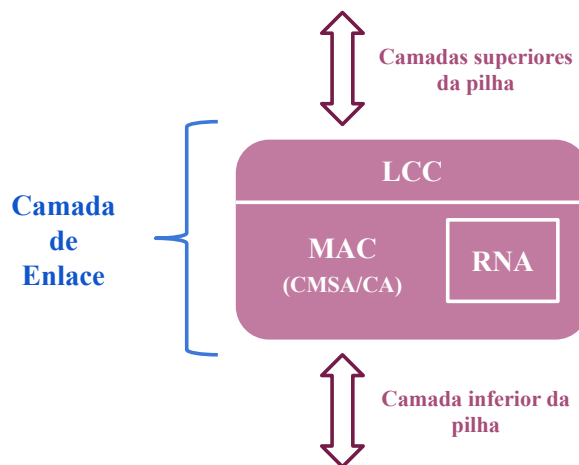 Camadas superiores
da pilha
LCC
Camada
de
Enlace
MAC
(CMSA/CA)
RNA
Camada inferior da
pilha